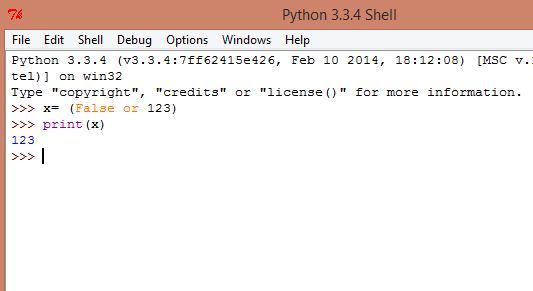 Python 3.3.4 Shell
File Edit Shell Debug Options Windows Help
Python 3.3.4 (v3.3.4:7ff62415e426, Feb 10 2014, 18:12:08) [MSC v.
tel)] on win32
Type "copyright", "credits" or "license()" for more information.
>>> x= (False or 123)
>>> print(x)
123
>>>